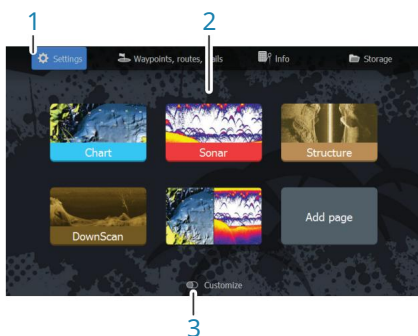 1
2
Settings
Waypoints, routes, ails
Info
Storage
Chart
Sonar
Structure
DownScan
Add page
Customize
3